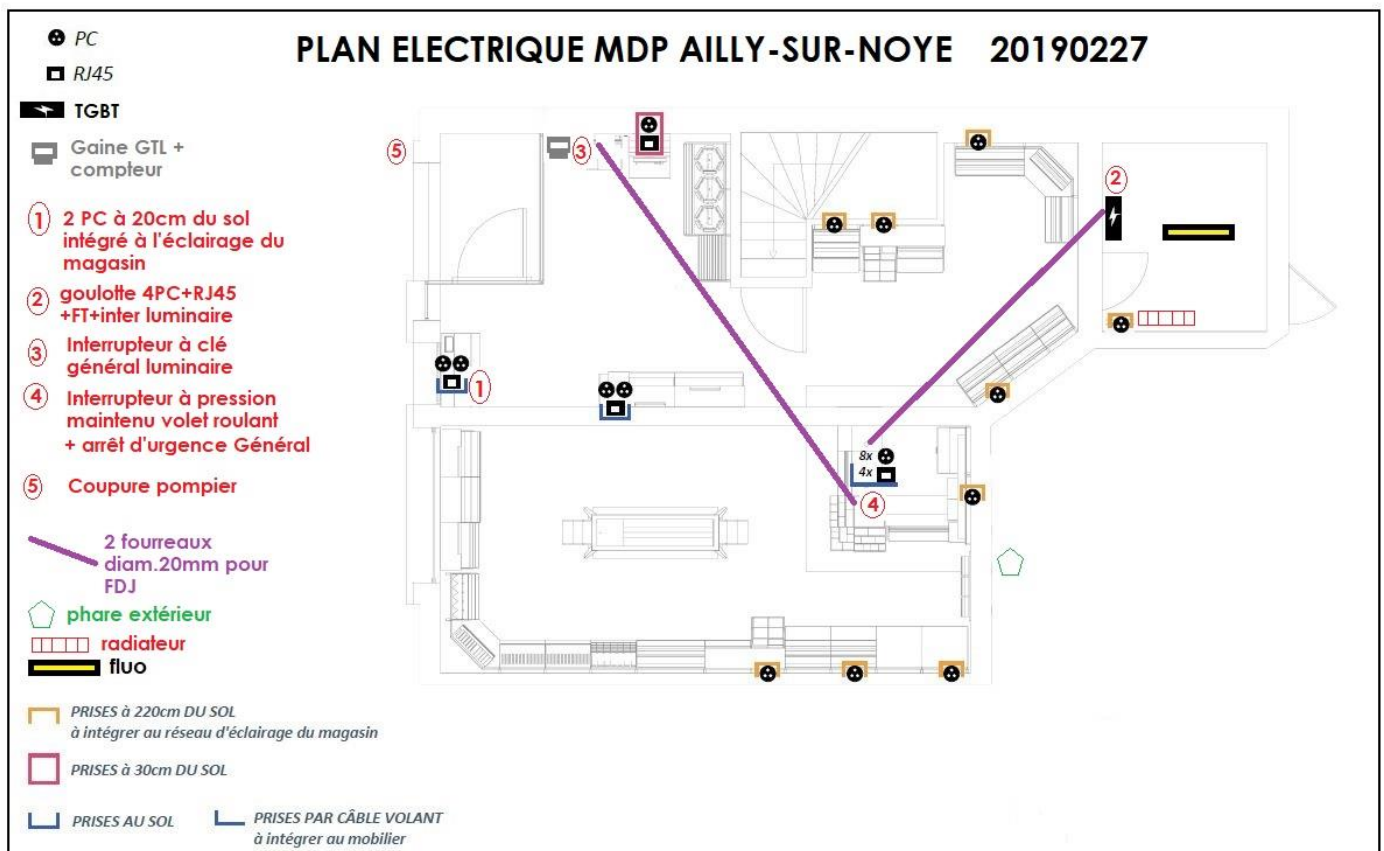 PLAN ELECTRIQUE MDP AILLY-SUR-NOYE 20190227
PC
RJ45
TGBT
Gaine GTL +
compteur
1 2 PC à 20cm du sol
intégré à l'éclairage du
magasin
2 goulotte 4PC+RJ45
+FT+inter luminaire
3 Interrupteur à clé
général luminaire
4 Interrupteur à pression
maintenu volet roulant
+ arrêt d'urgence Général
5 Coupure pompier
2 fourreaux
diam.20mm pour
FDJ
phare extérieur
radiateur
fluo
PRISES à 220cm DU SOL
à intégrer au réseau d'éclairage du magasin
PRISES à 30cm DU SOL
PRISES AU SOL
PRISES PAR CÂBLE VOLANT
à intégrer au mobilier
5
3
2
1
8x
4x
4